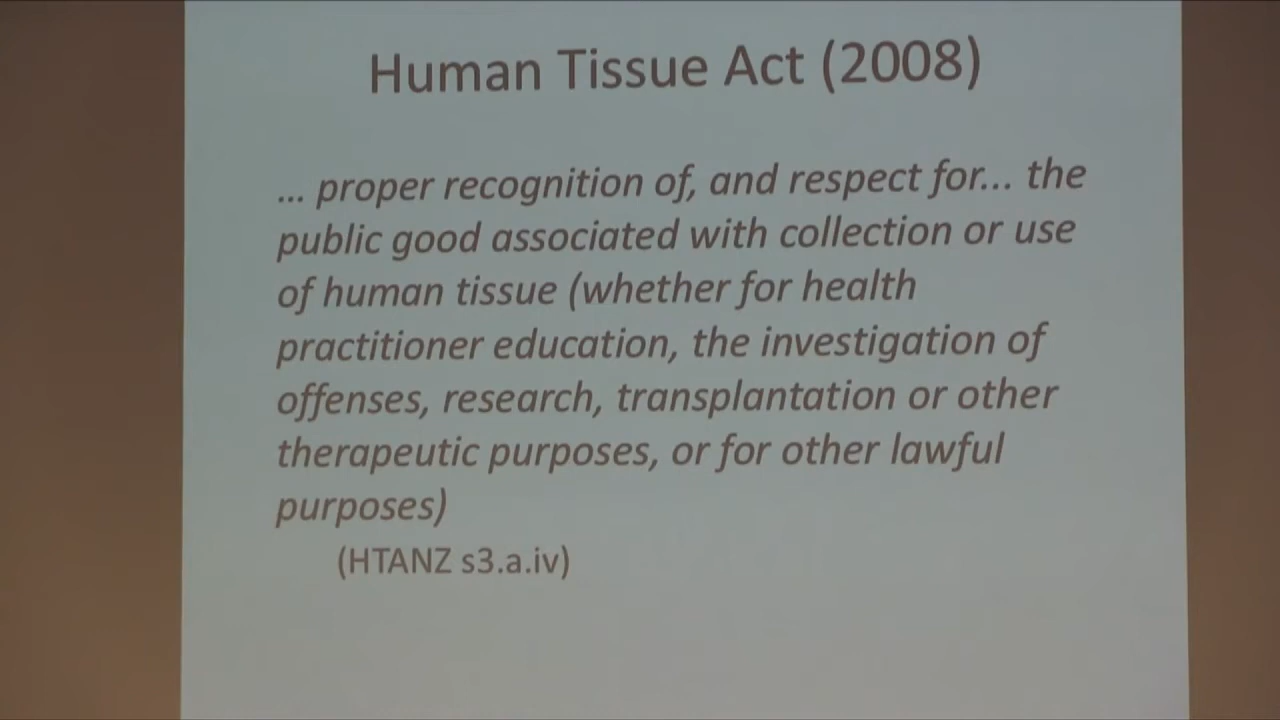 Human Tissue Act (2008)
... proper recognition of, and respect for... the
public good associated with collection or use
of human tissue (whether for health
practitioner education, the investigation of
offenses, research, transplantation or other
therapeutic purposes, or for other lawful
purposes)
(HTANZ s3.a.iv)